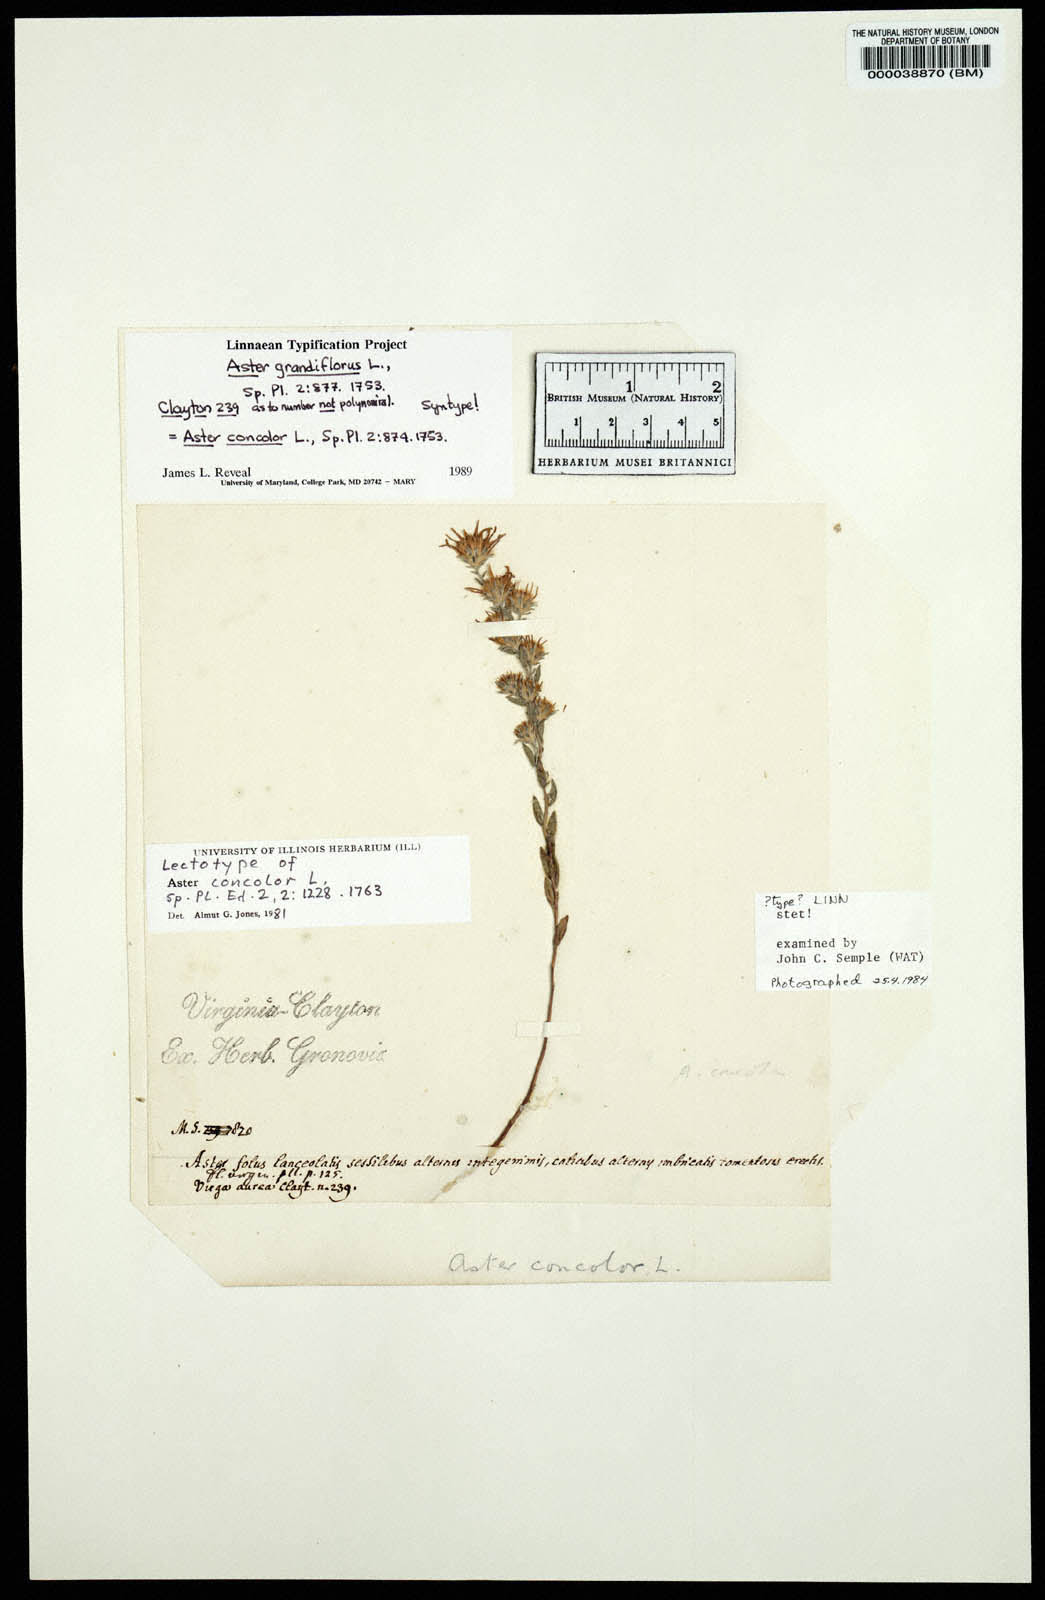 THE NATURAL HISTORY MUSEUM, LONDON
DEPARTMENT OF BOTANY
000038870 (BM)
Linnaean Typification Project
Aster grandiflorus L.,
Sp. Pl. 2:877. 1753.
Clayton 239 as to number not polynomial. Syntype!
= Aster concolor L., Sp. Pl. 2:874. 1753.
James L. Reveal 1989
University of Maryland, College Park, MD 20742 – MARY
1 2
British Museum (Natural History)
1 2 3 4 5
HERBARIUM MUSEI BRITANNICI
UNIVERSITY OF ILLINOIS HERBARIUM (ILL)
Lectotype of
Aster concolor L.
Sp. PL. Ed. 2, 2: 1228. 1763
Det. Almut G. Jones, 1981
?type? LINN
stet!
examined by
John C. Semple (WAT)
Photographed 25.4.1984
Virginia-Clayton
Ex. Herb. Gronovic
A. concolor
M.S. 820
Aster foliis lanceolatis sessilibus alternis integerrimis, calicibus alternis imbricatis tomentosis erectis.
Fl. virgin. pll. p. 125.
Virga aurea Clayt. n. 239.
Aster concolor. L.